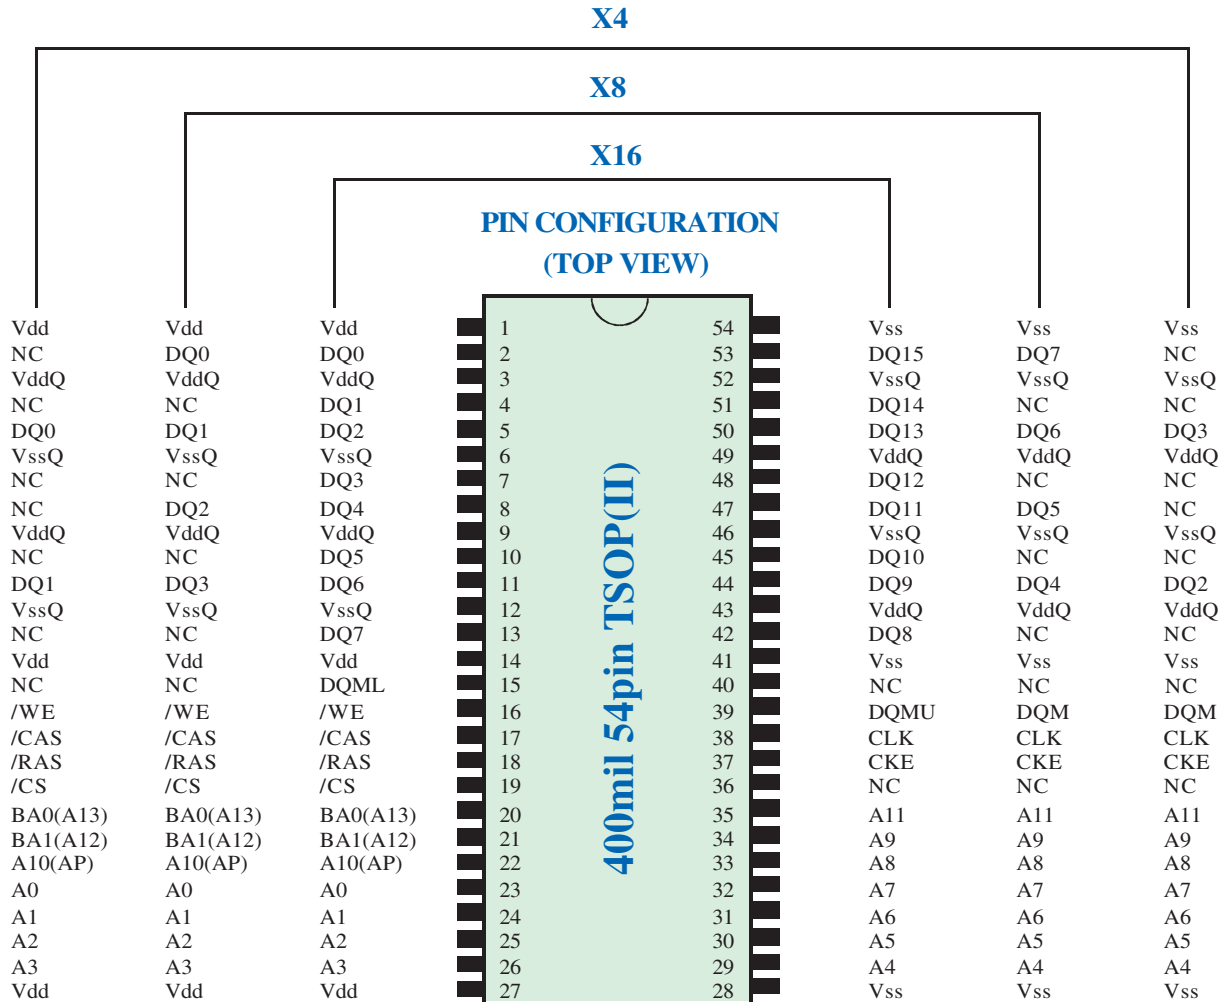 X4
X8
X16
PIN CONFIGURATION
(TOP VIEW)
400mil 54pin TSOP(II)
Vdd Vdd Vdd 1 54 Vss Vss Vss
NC DQ0 DQ0 2 53 DQ15 DQ7 NC
VddQ VddQ VddQ 3 52 VssQ VssQ VssQ
NC NC DQ1 4 51 DQ14 NC NC
DQ0 DQ1 DQ2 5 50 DQ13 DQ6 DQ3
VssQ VssQ VssQ 6 49 VddQ VddQ VddQ
NC NC DQ3 7 48 DQ12 NC NC
NC DQ2 DQ4 8 47 DQ11 DQ5 NC
VddQ VddQ VddQ 9 46 VssQ VssQ VssQ
NC NC DQ5 10 45 DQ10 NC NC
DQ1 DQ3 DQ6 11 44 DQ9 DQ4 DQ2
VssQ VssQ VssQ 12 43 VddQ VddQ VddQ
NC NC DQ7 13 42 DQ8 NC NC
Vdd Vdd Vdd 14 41 Vss Vss Vss
NC NC DQML 15 40 NC NC NC
/WE /WE /WE 16 39 DQMU DQM DQM
/CAS /CAS /CAS 17 38 CLK CLK CLK
/RAS /RAS /RAS 18 37 CKE CKE CKE
/CS /CS /CS 19 36 NC NC NC
BA0(A13) BA0(A13) BA0(A13) 20 35 A11 A11 A11
BA1(A12) BA1(A12) BA1(A12) 21 34 A9 A9 A9
A10(AP) A10(AP) A10(AP) 22 33 A8 A8 A8
A0 A0 A0 23 32 A7 A7 A7
A1 A1 A1 24 31 A6 A6 A6
A2 A2 A2 25 30 A5 A5 A5
A3 A3 A3 26 29 A4 A4 A4
Vdd Vdd Vdd 27 28 Vss Vss Vss